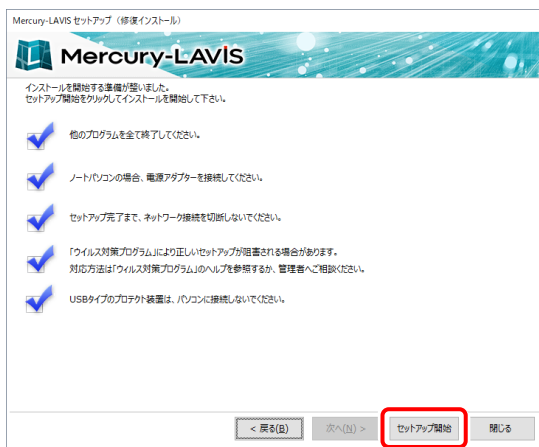 Mercury-LAVIS セットアップ（修復インストール）
Mercury-LAVIS
インストールを開始する準備が整いました。
セットアップ開始をクリックしてインストールを開始して下さい。
他のプログラムを全て終了してください。
ノートパソコンの場合、電源アダプターを接続してください。
セットアップ完了まで、ネットワーク接続を切断しないでください。
「ウイルス対策プログラム」により正しいセットアップが阻害される場合があります。
対応方法は「ウィルス対策プログラム」のヘルプを参照するか、管理者へご相談ください。
USBタイプのプロテクト装置は、パソコンに接続しないでください。
< 戻る(B) 次へ(N) > セットアップ開始 閉じる